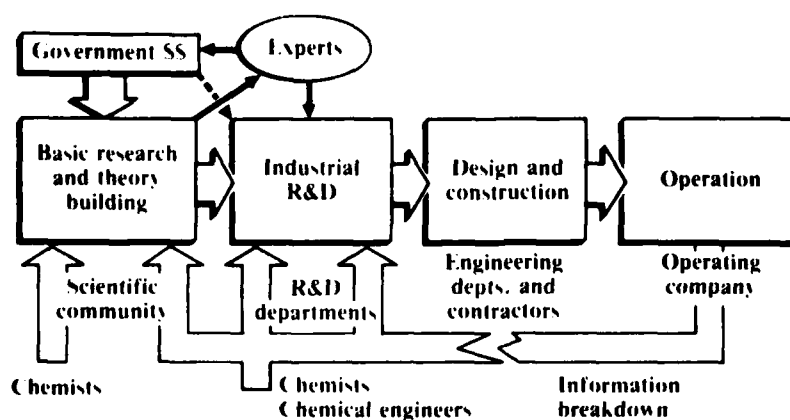 Government $$
Experts
Basic research
and theory
building
Industrial
R&D
Design and
construction
Operation
Scientific
community
R&D
departments
Engineering
depts. and
contractors
Operating
company
Chemists
Chemists
Chemical engineers
Information
breakdown